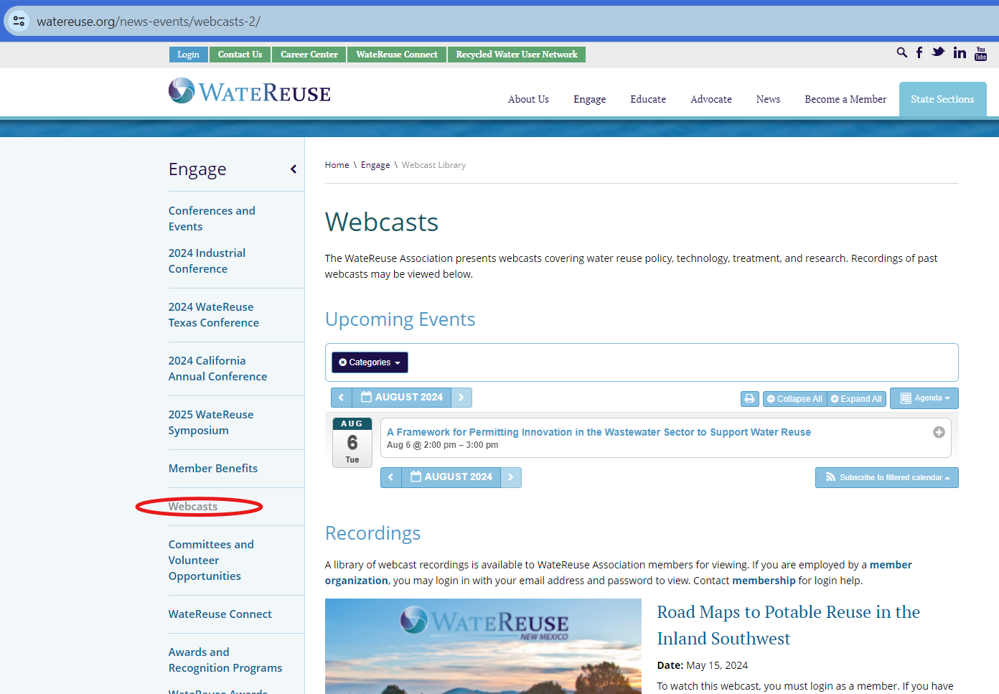 watereuse.org/news-events/webcasts-2/
Login
Contact Us
Career Center
WateReuse Connect
Recycled Water User Network
You
Tube
WATEREUSE
About Us
Engage
Educate
Advocate
News
Become a Member
State Sections
Engage
Conferences and
Events
2024 Industrial
Conference
2024 WateReuse
Texas Conference
2024 California
Annual Conference
2025 WateReuse
Symposium
Member Benefits
Webcasts
Committees and
Volunteer
Opportunities
WateReuse Connect
Awards and
Recognition Programs
WateReuse Awards
Home \ Engage \ Webcast Library
Webcasts
The WateReuse Association presents webcasts covering water reuse policy, technology, treatment, and research. Recordings of past
webcasts may be viewed below.
Upcoming Events
Categories
AUGUST 2024
Collapse All
Expand All
Agenda
AUG
6
Tue
A Framework for Permitting Innovation in the Wastewater Sector to Support Water Reuse
Aug 6 @ 2:00 pm – 3:00 pm
AUGUST 2024
Subscribe to filtered calendar
Recordings
A library of webcast recordings is available to WateReuse Association members for viewing. If you are employed by a member
organization, you may login in with your email address and password to view. Contact membership for login help.
WATEREUSE
NEW MEXICO
Road Maps to Potable Reuse in the
Inland Southwest
Date: May 15, 2024
To watch this webcast, you must login as a member. If you have